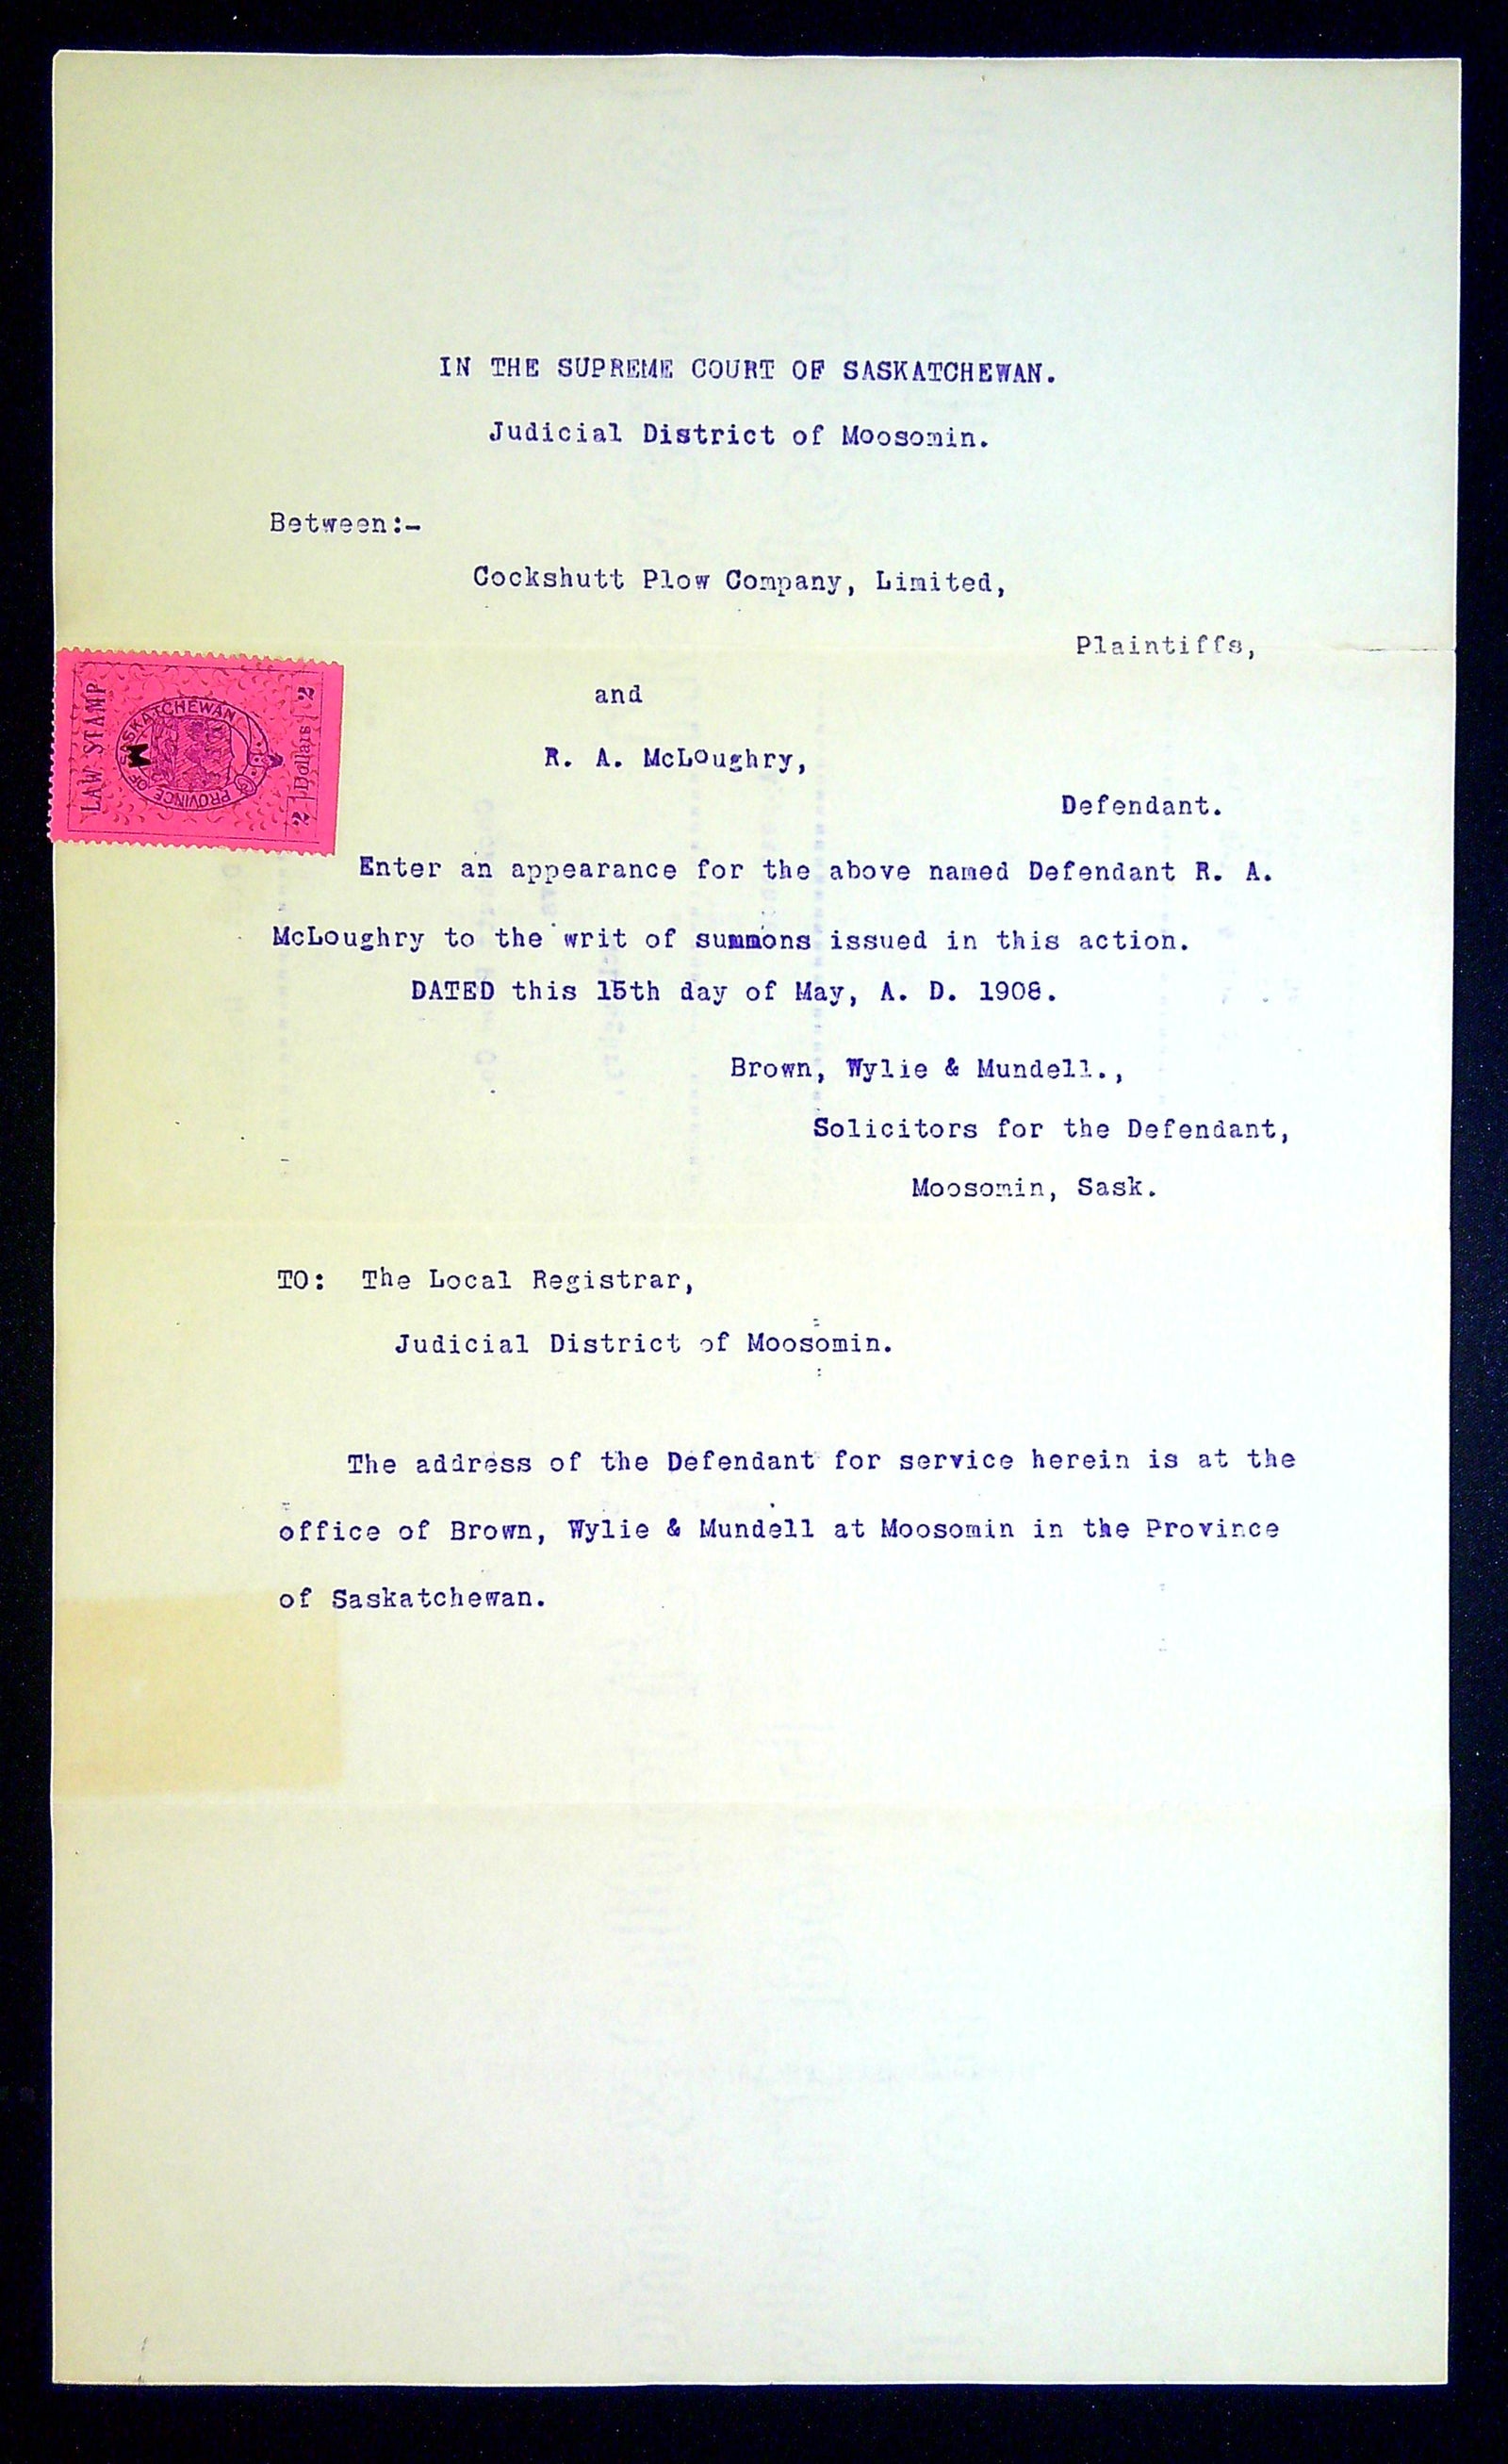 IN THE SUPREME COURT OF SASKATCHEWAN.
Judicial District of Moosomin.
Between:-
Cockshutt Plow Company, Limited,
Plaintiffs,
and
R. A. McLoughry,
Defendant.
LAW STAMP
PROVINCE OF SASKATCHEWAN
M
2 Dollars 2
Enter an appearance for the above named Defendant R. A.
McLoughry to the writ of summons issued in this action.
DATED this 15th day of May, A. D. 1908.
Brown, Wylie & Mundell.,
Solicitors for the Defendant,
Moosomin, Sask.
TO: The Local Registrar,
Judicial District of Moosomin.
The address of the Defendant for service herein is at the
office of Brown, Wylie & Mundell at Moosomin in the Province
of Saskatchewan.